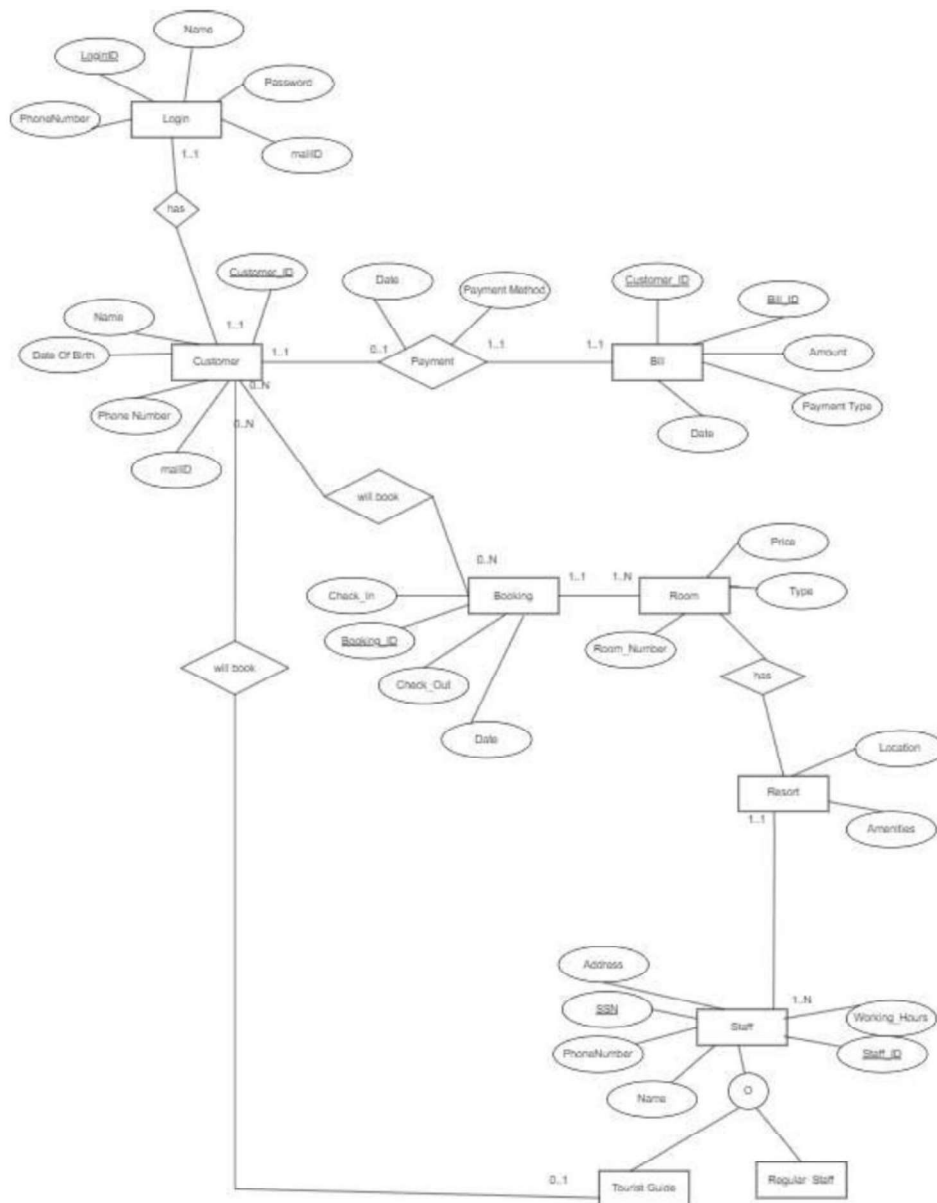 Name
LoginID
Password
PhoneNumber
Login
mailID
1..1
has
Customer_ID
Date
Payment Method
Customer_ID
Bill_ID
Name
1..1
1..1
0..1
1..1
1..1
Date Of Birth
Customer
Payment
Bill
Amount
0..N
Phone Number
0..N
Payment Type
Date
mailID
will book
Price
0..N
1..1
1..N
Check_In
Booking
Room
Type
Booking_ID
Room_Number
will book
Check_Out
has
Date
Location
Resort
1..1
Amenities
Address
1..N
SSN
Working_Hours
Staff
PhoneNumber
Staff_ID
Name
O
0..1
Tourist Guide
Regular Staff